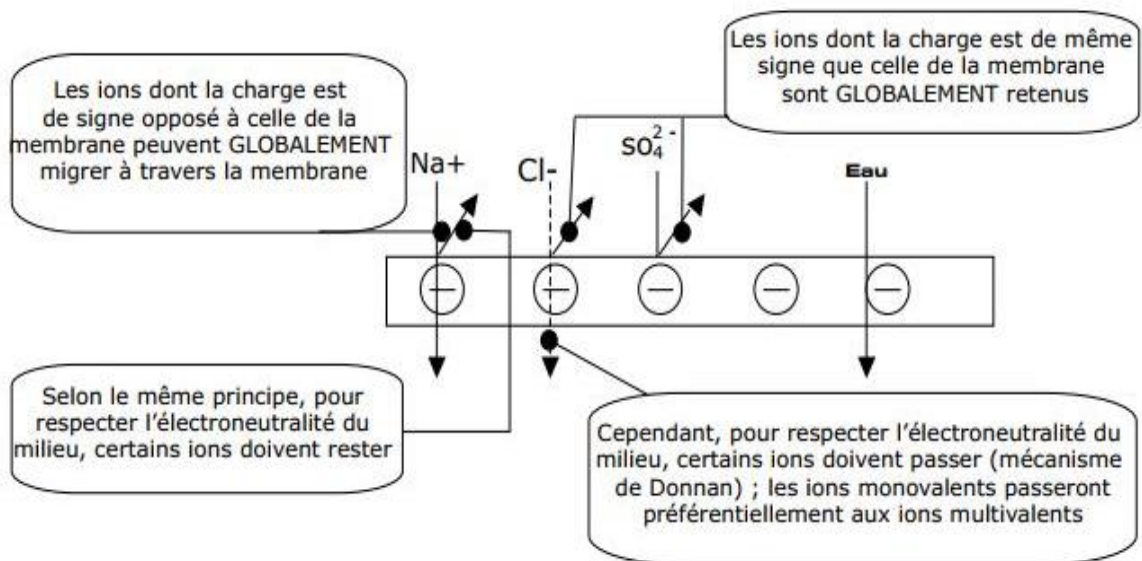 Les ions dont la charge est
de signe opposé à celle de la
membrane peuvent GLOBALEMENT
migrer à travers la membrane
Les ions dont la charge est de même
signe que celle de la membrane
sont GLOBALEMENT retenus
Na+
Cl-
SO₄²⁻
Eau
Selon le même principe, pour
respecter l'électroneutralité du
milieu, certains ions doivent rester
Cependant, pour respecter l'électroneutralité du
milieu, certains ions doivent passer (mécanisme
de Donnan) ; les ions monovalents passeront
préférentiellement aux ions multivalents